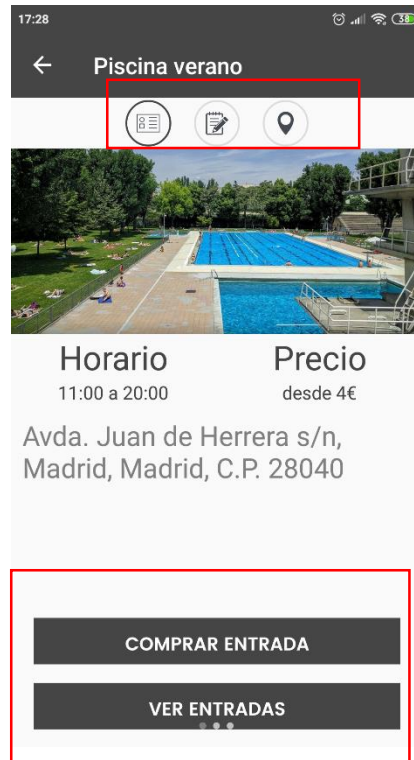 17:28
38
Piscina verano
Horario
Precio
11:00 a 20:00
desde 4€
Avda. Juan de Herrera s/n,
Madrid, Madrid, C.P. 28040
COMPRAR ENTRADA
VER ENTRADAS